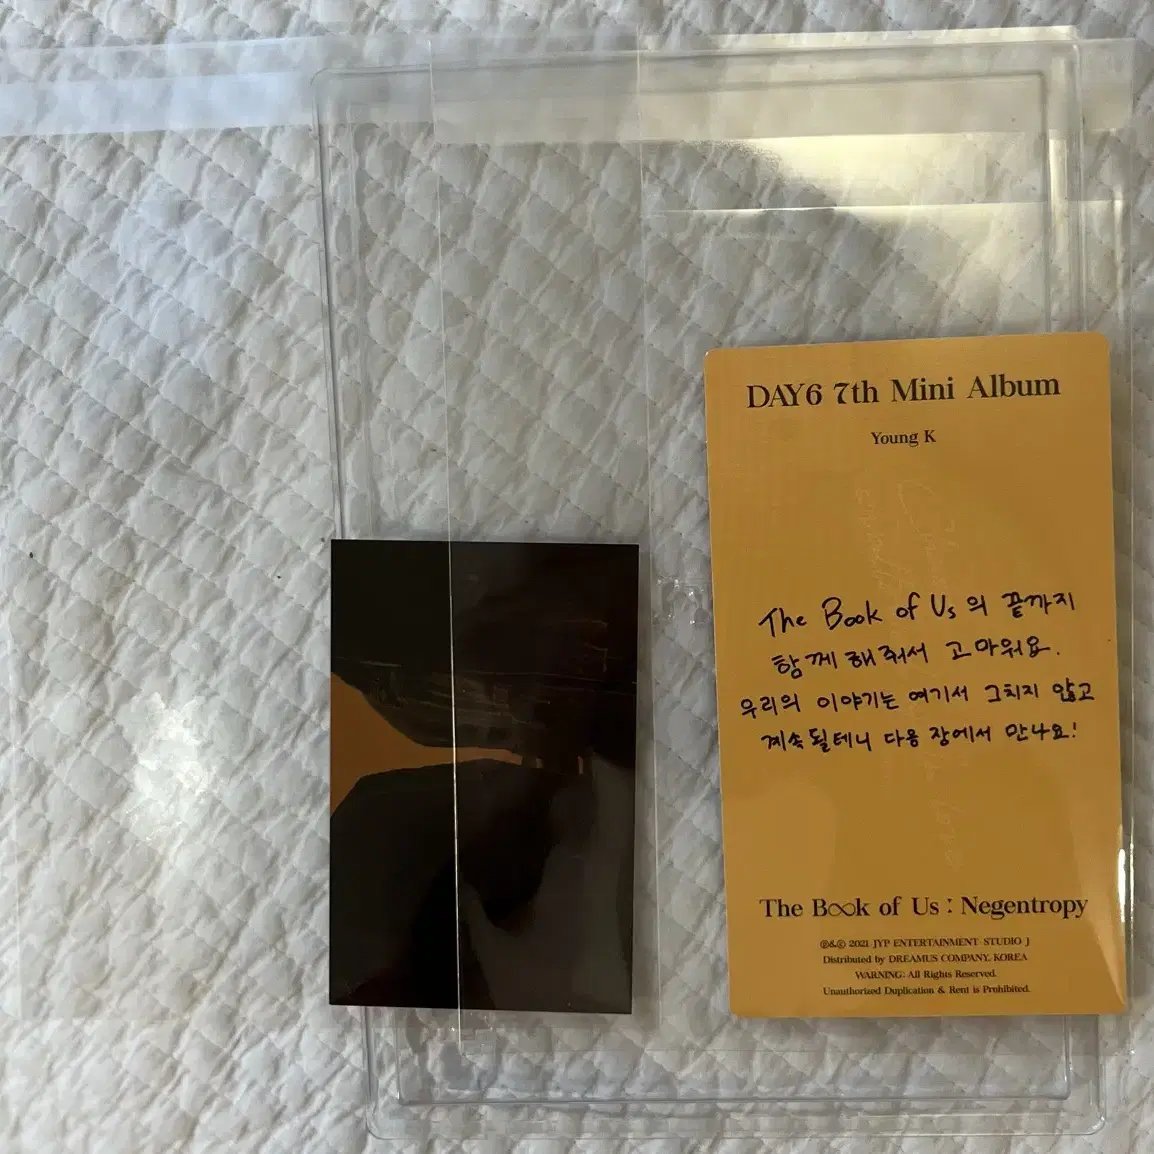 DAY6 7th Mini Album
Young K
The Book of Us의 끝까지
함께 해줘서 고마워요.
우리의 이야기는 여기서 그치지 않고
계속될테니 다음 장에서 만나요!
The Book of Us : Negentropy
℗&© 2021 JYP ENTERTAINMENT STUDIO J
Distributed by DREAMUS COMPANY, KOREA
WARNING: All Rights Reserved.
Unauthorized Duplication & Rent is Prohibited.